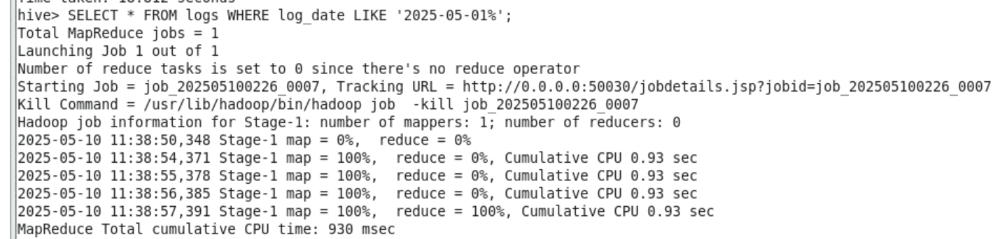 Time taken: 18.812 seconds
hive> SELECT * FROM logs WHERE log_date LIKE '2025-05-01%';
Total MapReduce jobs = 1
Launching Job 1 out of 1
Number of reduce tasks is set to 0 since there's no reduce operator
Starting Job = job_202505100226_0007, Tracking URL = http://0.0.0.0:50030/jobdetails.jsp?jobid=job_202505100226_0007
Kill Command = /usr/lib/hadoop/bin/hadoop job  -kill job_202505100226_0007
Hadoop job information for Stage-1: number of mappers: 1; number of reducers: 0
2025-05-10 11:38:50,348 Stage-1 map = 0%,  reduce = 0%
2025-05-10 11:38:54,371 Stage-1 map = 100%,  reduce = 0%, Cumulative CPU 0.93 sec
2025-05-10 11:38:55,378 Stage-1 map = 100%,  reduce = 0%, Cumulative CPU 0.93 sec
2025-05-10 11:38:56,385 Stage-1 map = 100%,  reduce = 0%, Cumulative CPU 0.93 sec
2025-05-10 11:38:57,391 Stage-1 map = 100%,  reduce = 100%, Cumulative CPU 0.93 sec
MapReduce Total cumulative CPU time: 930 msec